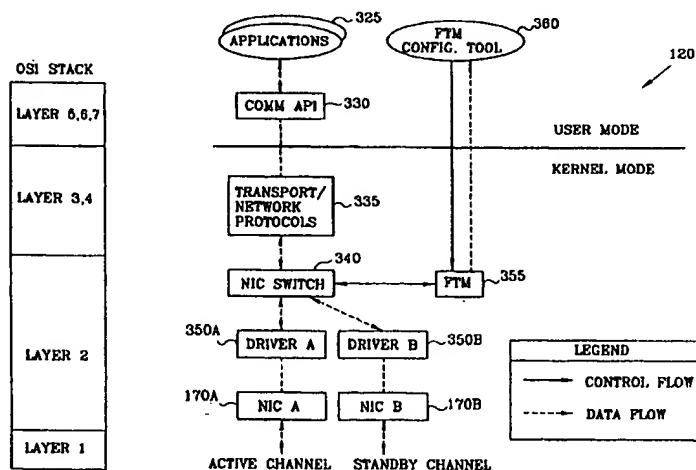 325
APPLICATIONS
360
FTM
CONFIG. TOOL
120
OSI STACK
LAYER 5,6,7
COMM API
330
USER MODE
KERNEL MODE
LAYER 3,4
TRANSPORT/
NETWORK
PROTOCOLS
335
340
NIC SWITCH
FTM
355
LAYER 2
350A
DRIVER A
DRIVER B
350B
LEGEND
CONTROL FLOW
DATA FLOW
170A
NIC A
NIC B
170B
LAYER 1
ACTIVE CHANNEL
STANDBY CHANNEL